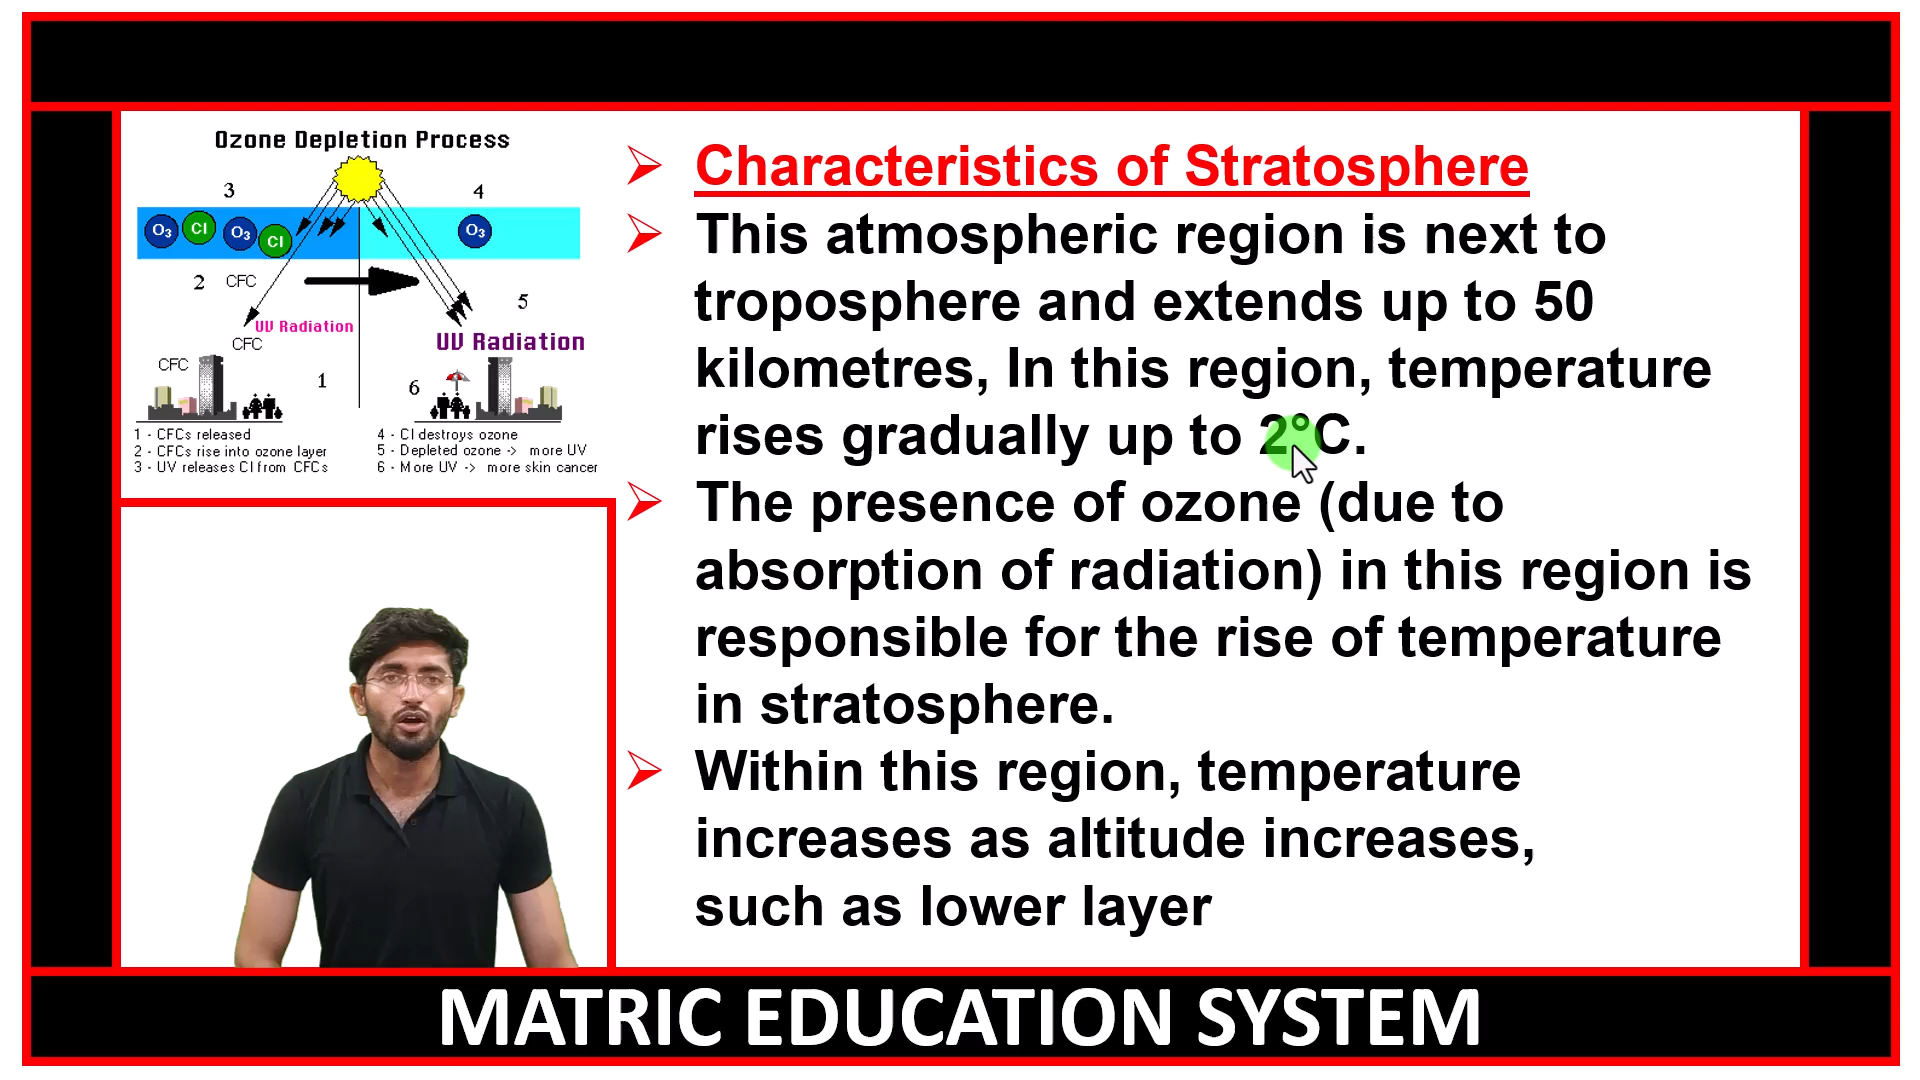 Ozone Depletion Process
3
4
O3
Cl
O3
Cl
O3
2 CFC
5
UV Radiation
UV Radiation
CFC
CFC
1
6
1 - CFCs released
2 - CFCs rise into ozone layer
3 - UV releases Cl from CFCs
4 - Cl destroys ozone
5 - Depleted ozone -> more UV
6 - More UV -> more skin cancer
Characteristics of Stratosphere
This atmospheric region is next to
troposphere and extends up to 50
kilometres, In this region, temperature
rises gradually up to 2°C.
The presence of ozone (due to
absorption of radiation) in this region is
responsible for the rise of temperature
in stratosphere.
Within this region, temperature
increases as altitude increases,
such as lower layer
MATRIC EDUCATION SYSTEM